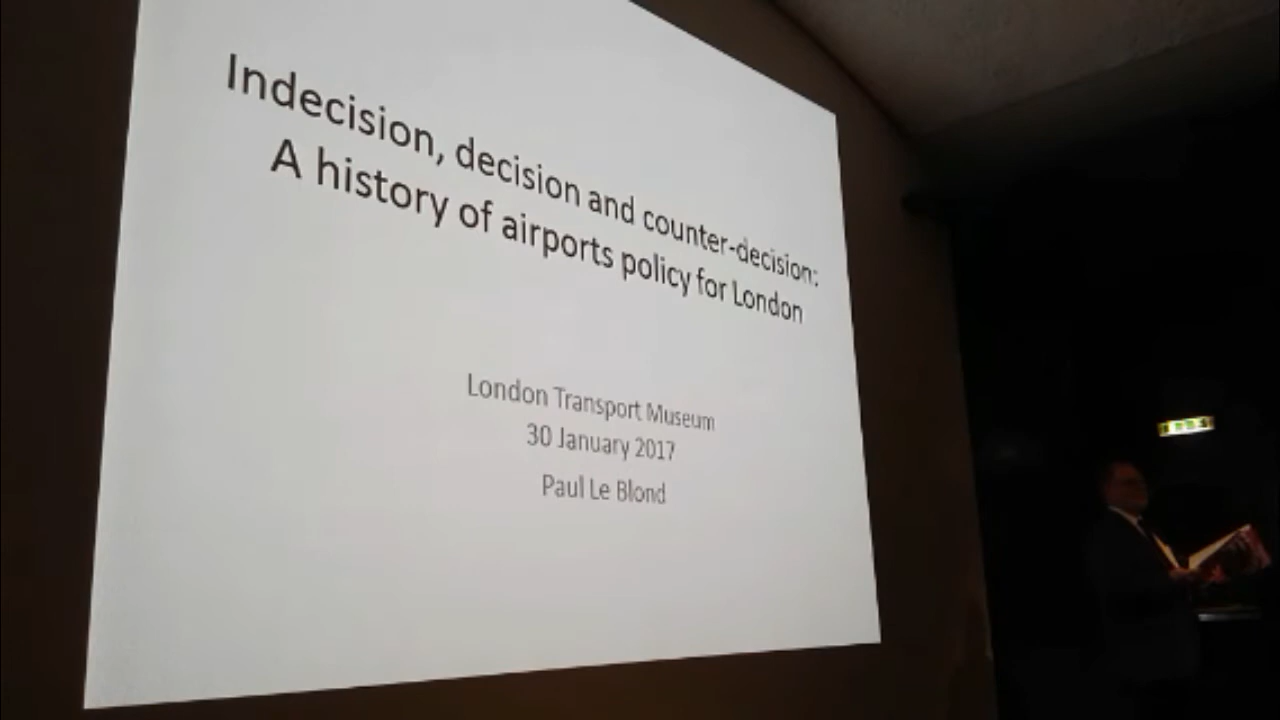 Indecision, decision and counter-decision:
A history of airports policy for London
London Transport Museum
30 January 2017
Paul Le Blond